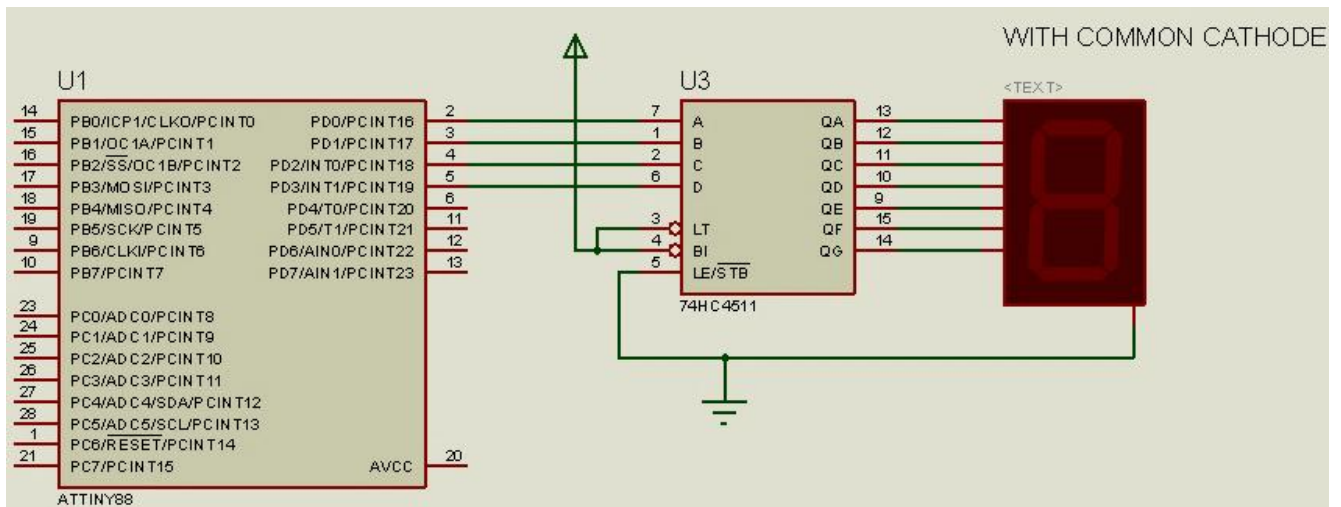 WITH COMMON CATHODE
U1
U3
<TEXT>
14 PB0/ICP1/CLKO/PCINT0 PD0/PCINT16 2
15 PB1/OC1A/PCINT1 PD1/PCINT17 3
16 PB2/SS/OC1B/PCINT2 PD2/INT0/PCINT18 4
17 PB3/MOSI/PCINT3 PD3/INT1/PCINT19 5
18 PB4/MISO/PCINT4 PD4/T0/PCINT20 6
19 PB5/SCK/PCINT5 PD5/T1/PCINT21 11
9 PB6/CLKI/PCINT6 PD6/AIN0/PCINT22 12
10 PB7/PCINT7 PD7/AIN1/PCINT23 13
23 PC0/ADC0/PCINT8
24 PC1/ADC1/PCINT9
25 PC2/ADC2/PCINT10
26 PC3/ADC3/PCINT11
27 PC4/ADC4/SDA/PCINT12
28 PC5/ADC5/SCL/PCINT13
1 PC6/RESET/PCINT14
21 PC7/PCINT15 AVCC 20
ATTINY88
7 A QA 13
1 B QB 12
2 C QC 11
6 D QD 10
QE 9
3 LT QF 15
4 BI QG 14
5 LE/STB
74HC4511